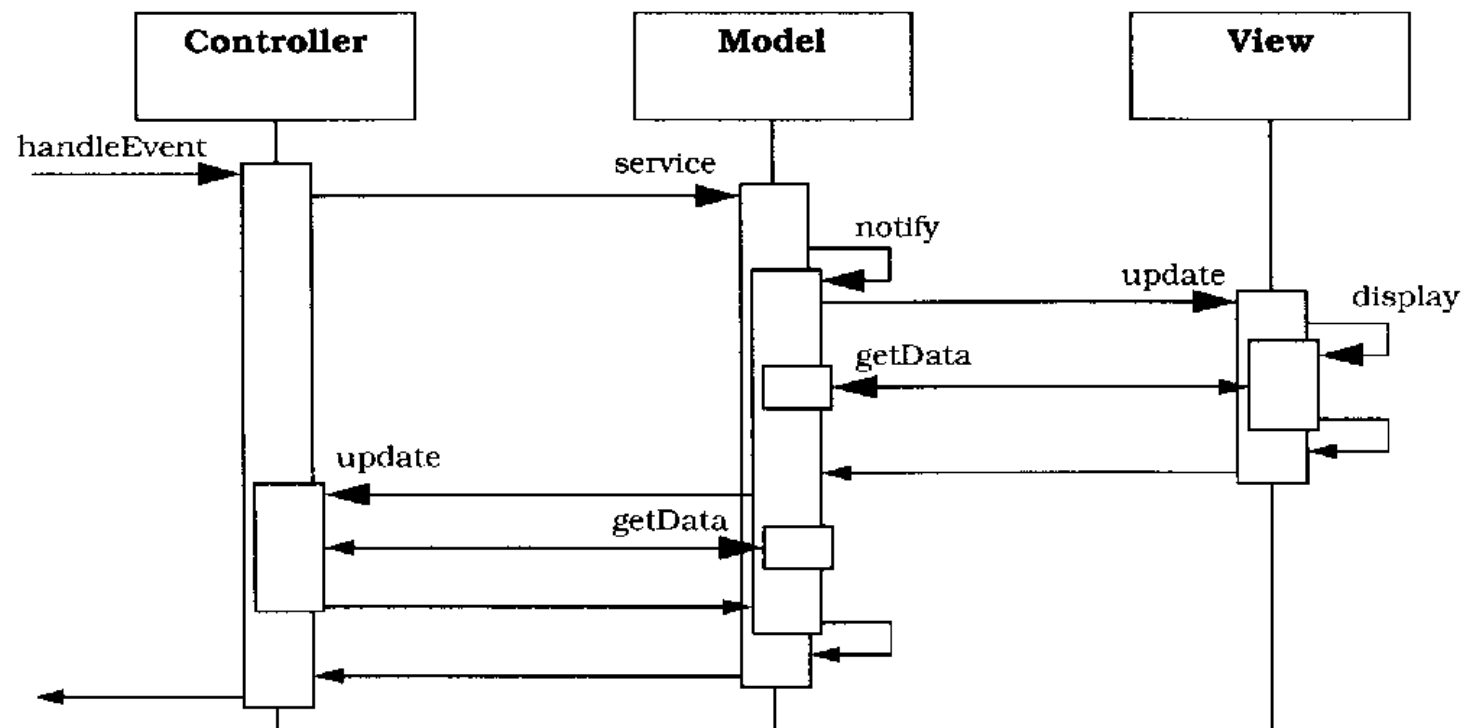 Controller
Model
View
handleEvent
service
notify
update
display
getData
update
getData